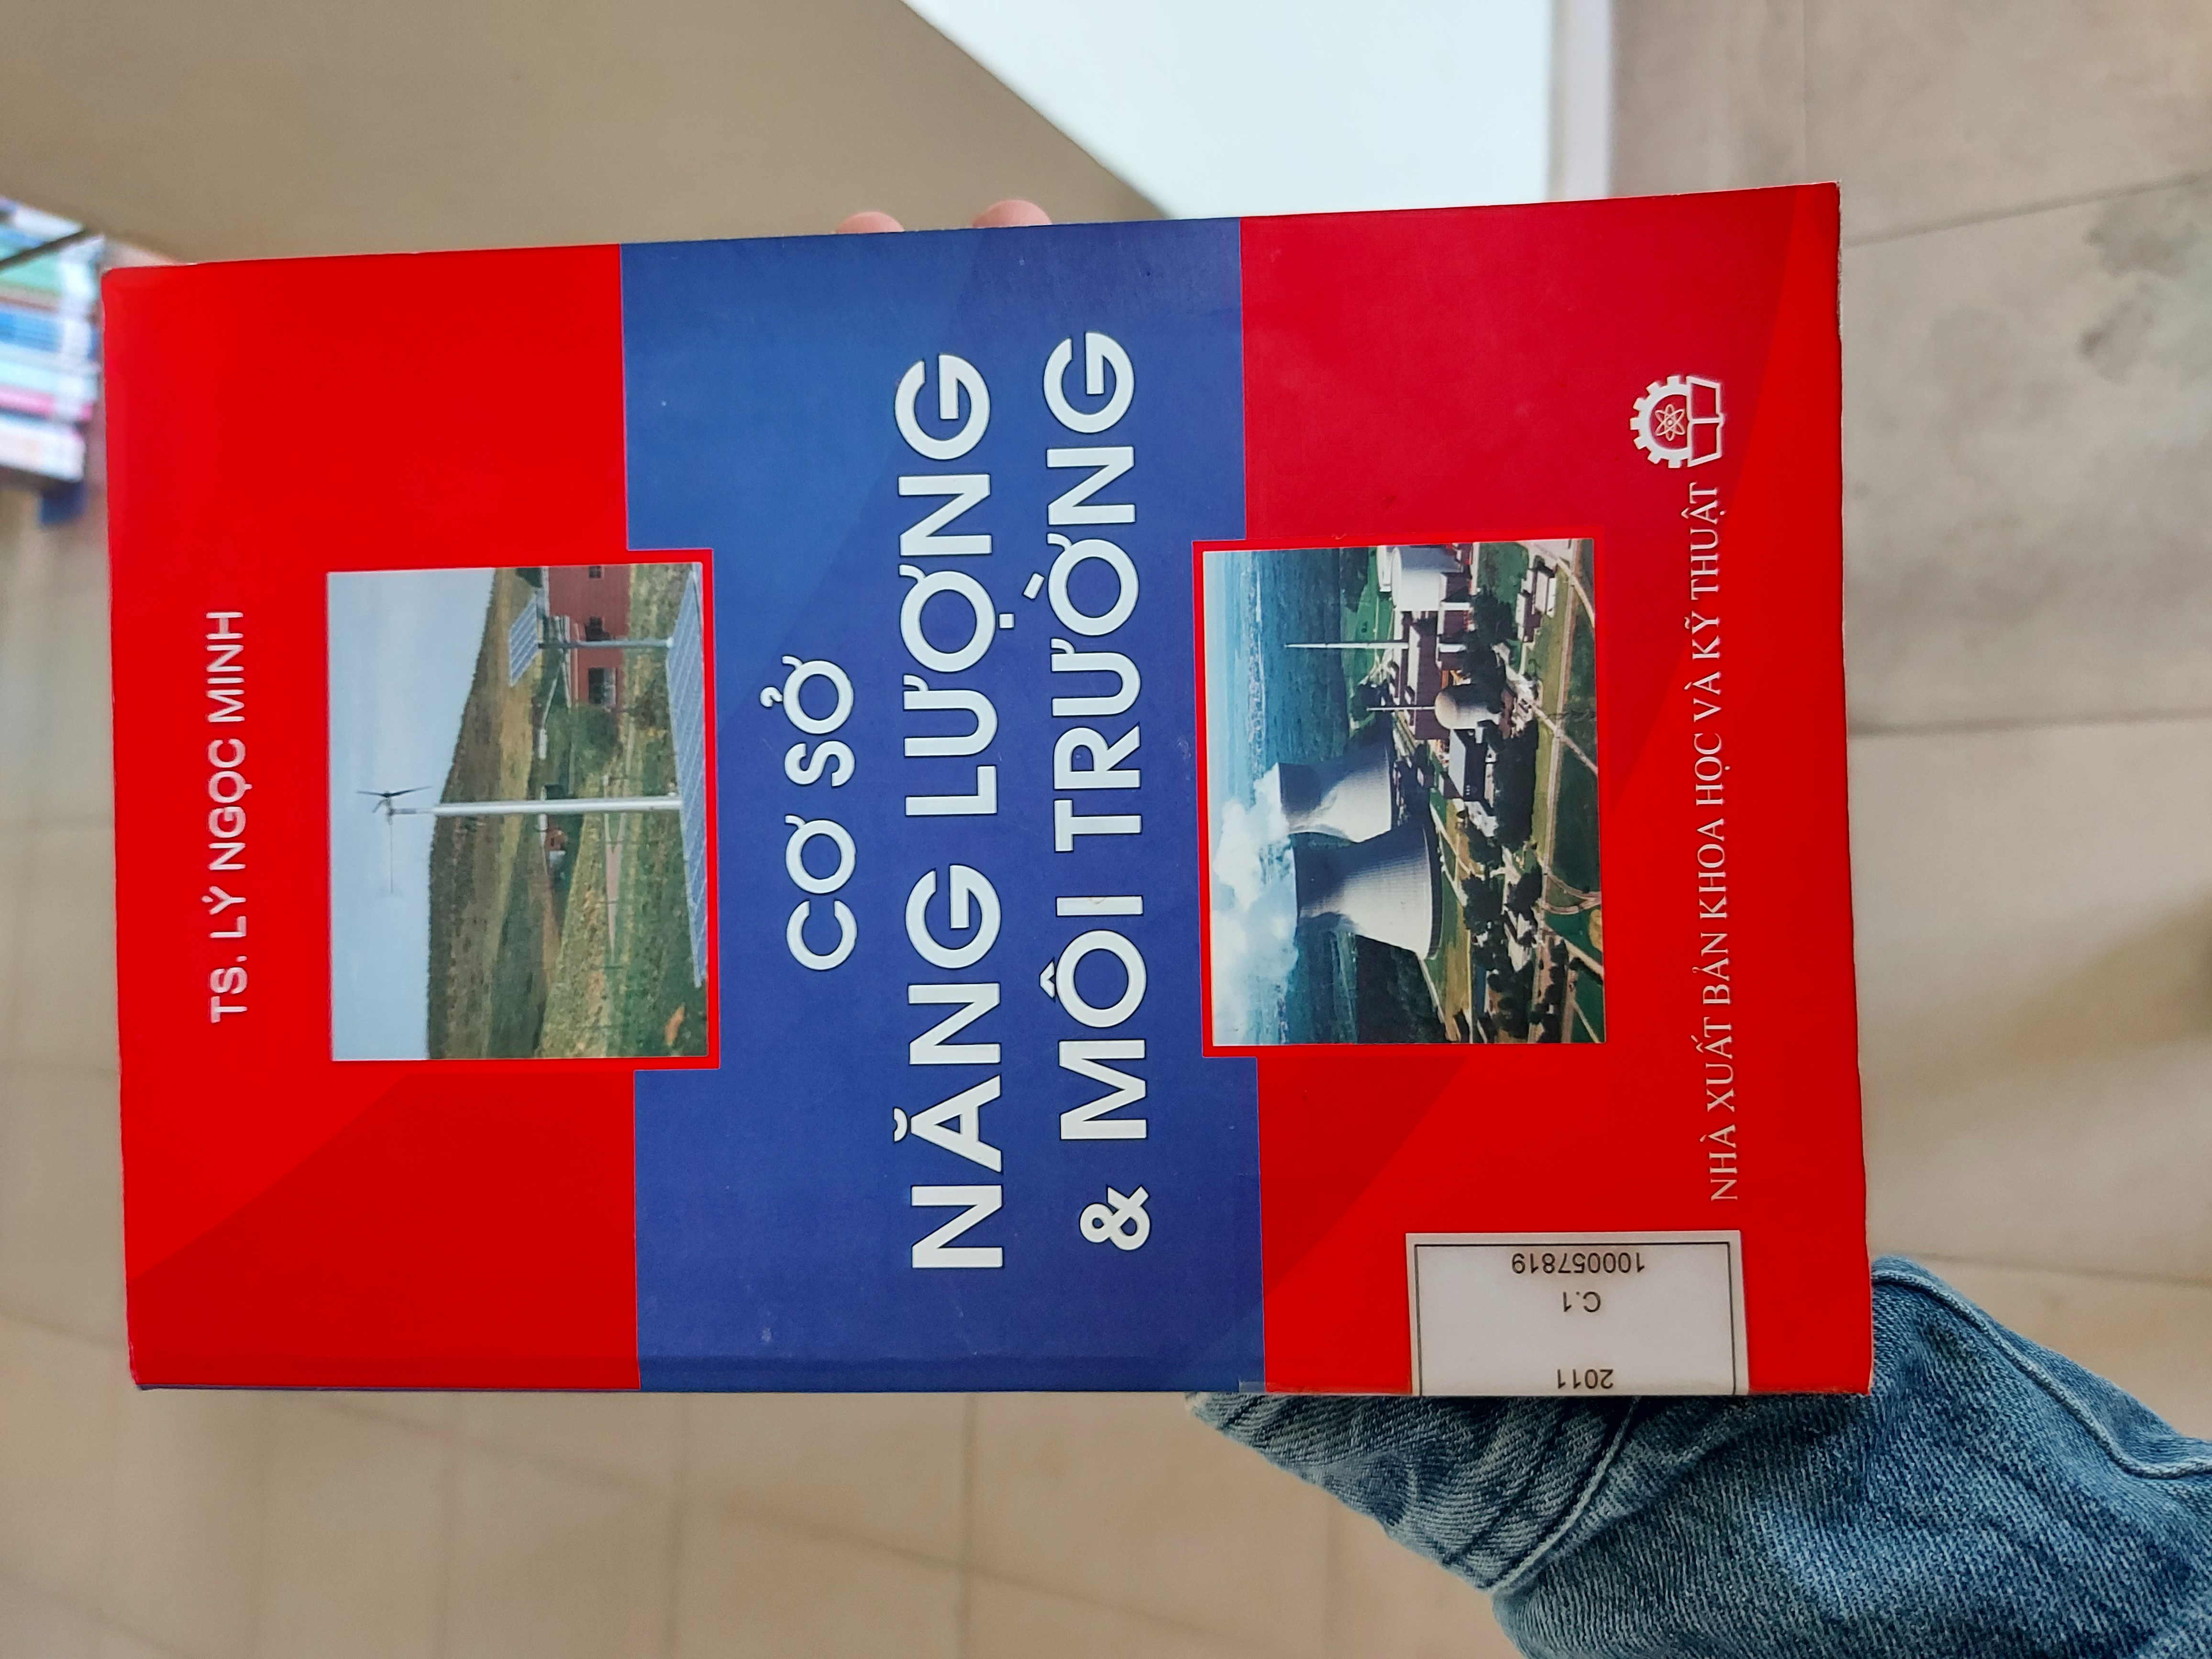 TS. LÝ NGỌC MINH
CƠ SỞ
NĂNG LƯỢNG
& MÔI TRƯỜNG
2011
C.1
100057819
NHÀ XUẤT BẢN KHOA HỌC VÀ KỸ THUẬT